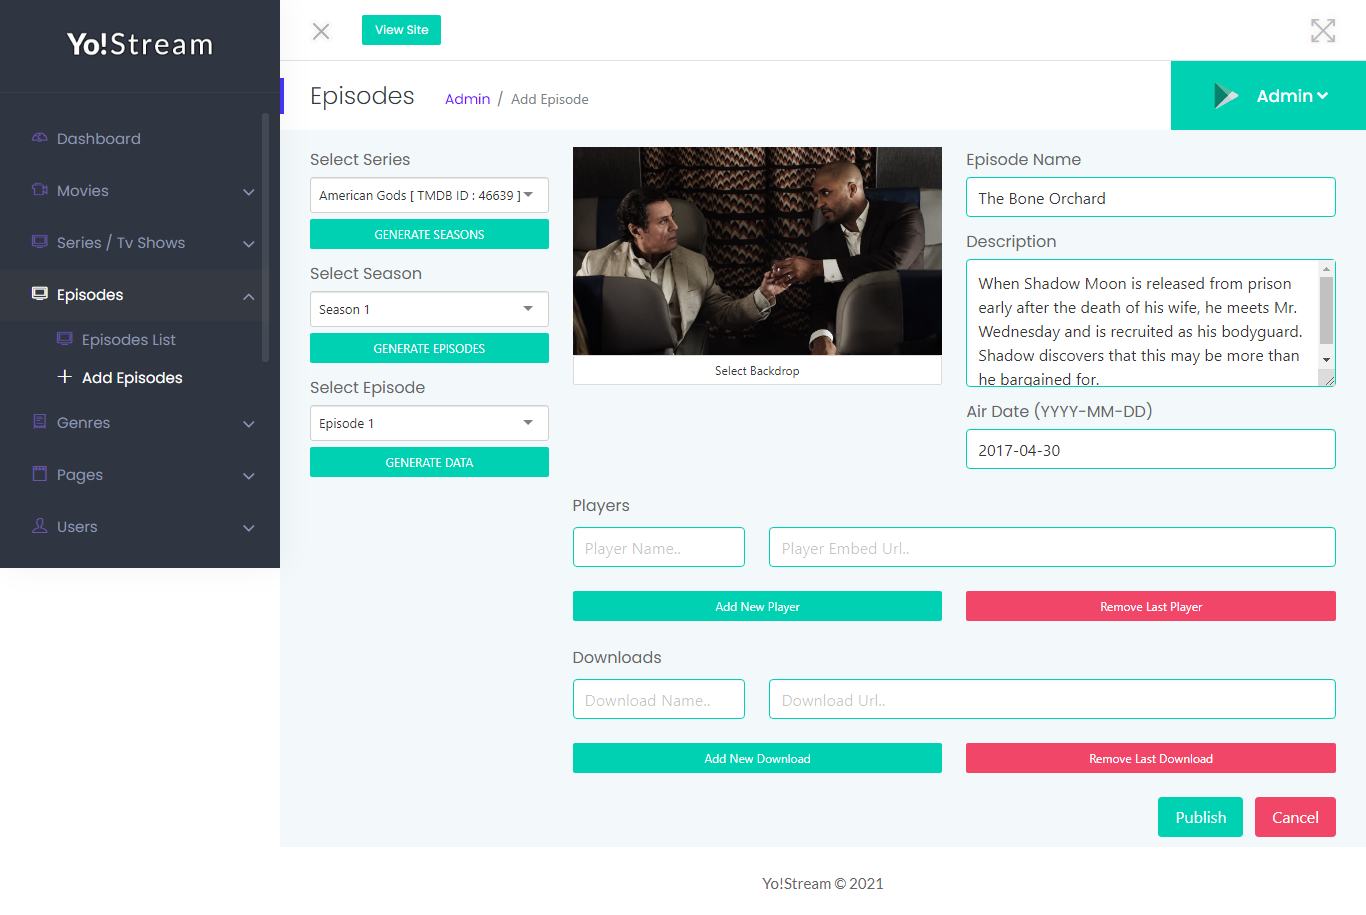 Yo!Stream
View Site
Episodes
Admin / Add Episode
Admin
Dashboard
Movies
Series / Tv Shows
Episodes
Episodes List
Add Episodes
Genres
Pages
Users
Select Series
American Gods [ TMDB ID : 46639 ]
GENERATE SEASONS
Select Season
Season 1
GENERATE EPISODES
Select Episode
Episode 1
GENERATE DATA
Select Backdrop
Episode Name
The Bone Orchard
Description
When Shadow Moon is released from prison
early after the death of his wife, he meets Mr.
Wednesday and is recruited as his bodyguard.
Shadow discovers that this may be more than
he bargained for.
Air Date (YYYY-MM-DD)
2017-04-30
Players
Player Name..
Player Embed Url..
Add New Player
Remove Last Player
Downloads
Download Name..
Download Url..
Add New Download
Remove Last Download
Publish
Cancel
Yo!Stream © 2021